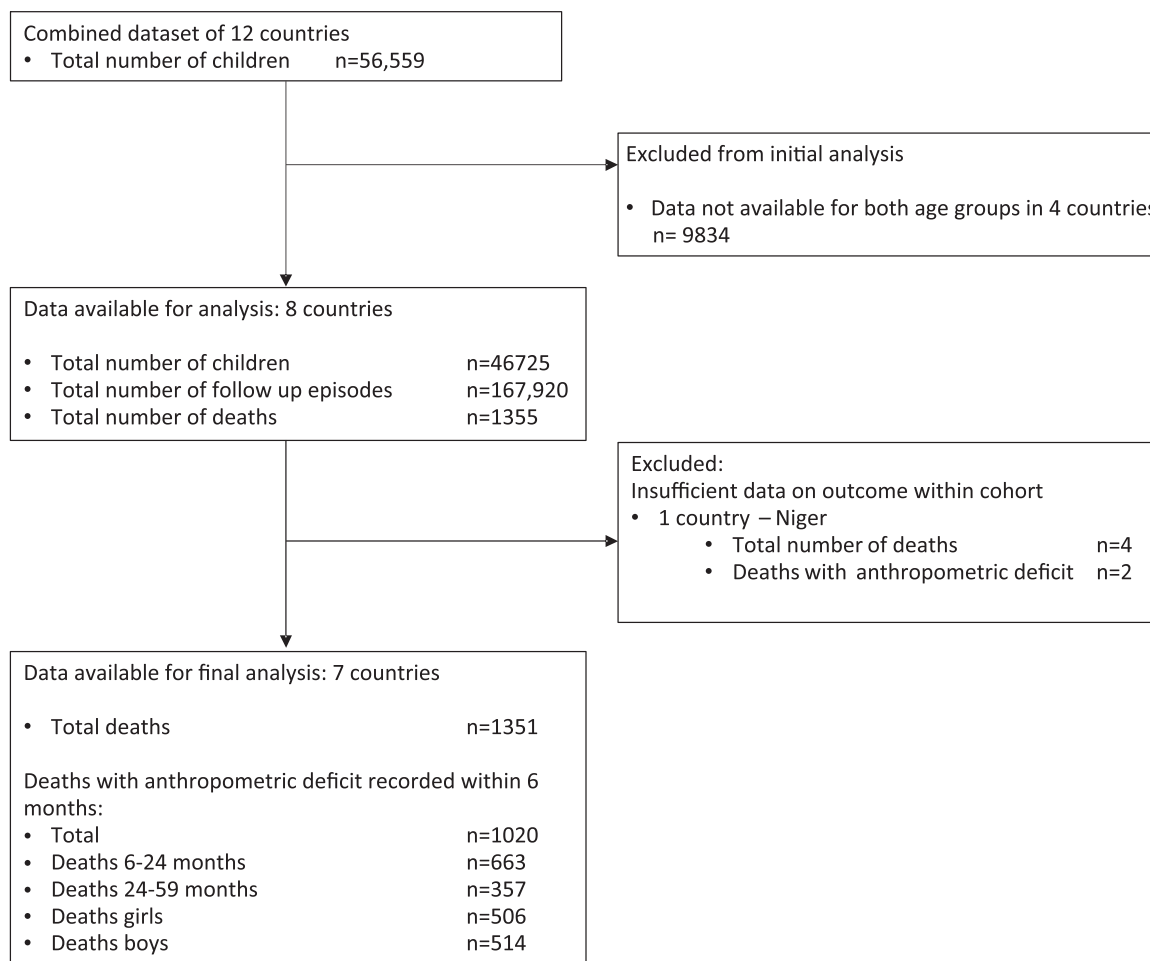 Combined dataset of 12 countries
• Total number of children n=56,559
Excluded from initial analysis
• Data not available for both age groups in 4 countries
n= 9834
Data available for analysis: 8 countries
• Total number of children n=46725
• Total number of follow up episodes n=167,920
• Total number of deaths n=1355
Excluded:
Insufficient data on outcome within cohort
• 1 country – Niger
• Total number of deaths n=4
• Deaths with anthropometric deficit n=2
Data available for final analysis: 7 countries
• Total deaths n=1351
Deaths with anthropometric deficit recorded within 6
months:
• Total n=1020
• Deaths 6-24 months n=663
• Deaths 24-59 months n=357
• Deaths girls n=506
• Deaths boys n=514